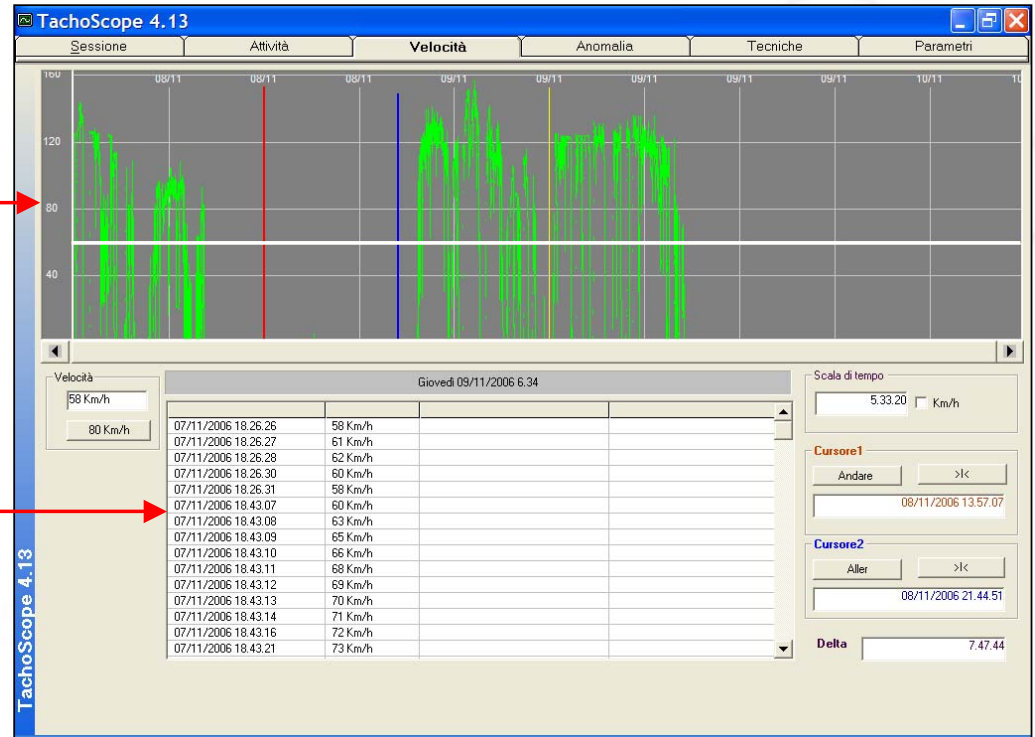 TachoScope 4.13
Sessione Attività Velocità Anomalia Tecniche Parametri
160 08/11 08/11 08/11 09/11 09/11 09/11 09/11 09/11 10/11 10
120
80
40
Velocità
58 Km/h
80 Km/h
Giovedì 09/11/2006 6.34
07/11/2006 18.26.26 58 Km/h
07/11/2006 18.26.27 61 Km/h
07/11/2006 18.26.28 62 Km/h
07/11/2006 18.26.30 60 Km/h
07/11/2006 18.26.31 58 Km/h
07/11/2006 18.43.07 60 Km/h
07/11/2006 18.43.08 63 Km/h
07/11/2006 18.43.09 65 Km/h
07/11/2006 18.43.10 66 Km/h
07/11/2006 18.43.11 68 Km/h
07/11/2006 18.43.12 69 Km/h
07/11/2006 18.43.13 70 Km/h
07/11/2006 18.43.14 71 Km/h
07/11/2006 18.43.16 72 Km/h
07/11/2006 18.43.21 73 Km/h
Scala di tempo
5.33.20 Km/h
Cursore1
Andare >|<
08/11/2006 13.57.07
Cursore2
Aller >|<
08/11/2006 21.44.51
Delta 7.47.44
TachoScope 4.13